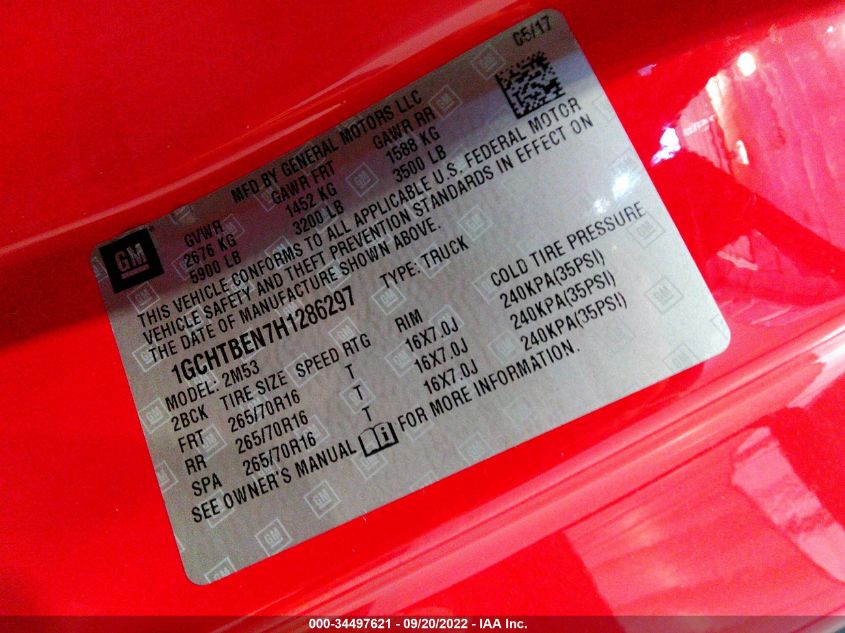 05/17
MFD BY GENERAL MOTORS LLC
GM
GVWR GAWR FRT GAWR RR
2676 KG 1452 KG 1588 KG
5900 LB 3200 LB 3500 LB
THIS VEHICLE CONFORMS TO ALL APPLICABLE U.S. FEDERAL MOTOR
VEHICLE SAFETY AND THEFT PREVENTION STANDARDS IN EFFECT ON
THE DATE OF MANUFACTURE SHOWN ABOVE.
1GCHTBEN7H1286297 TYPE: TRUCK
MODEL: 2M53
2BCK TIRE SIZE SPEED RTG RIM COLD TIRE PRESSURE
FRT 265/70R16 T 16X7.0J 240KPA(35PSI)
RR 265/70R16 T 16X7.0J 240KPA(35PSI)
SPA 265/70R16 T 16X7.0J 240KPA(35PSI)
SEE OWNER'S MANUAL FOR MORE INFORMATION.
000-34497621 / 09/20/2022 - IAA Inc.